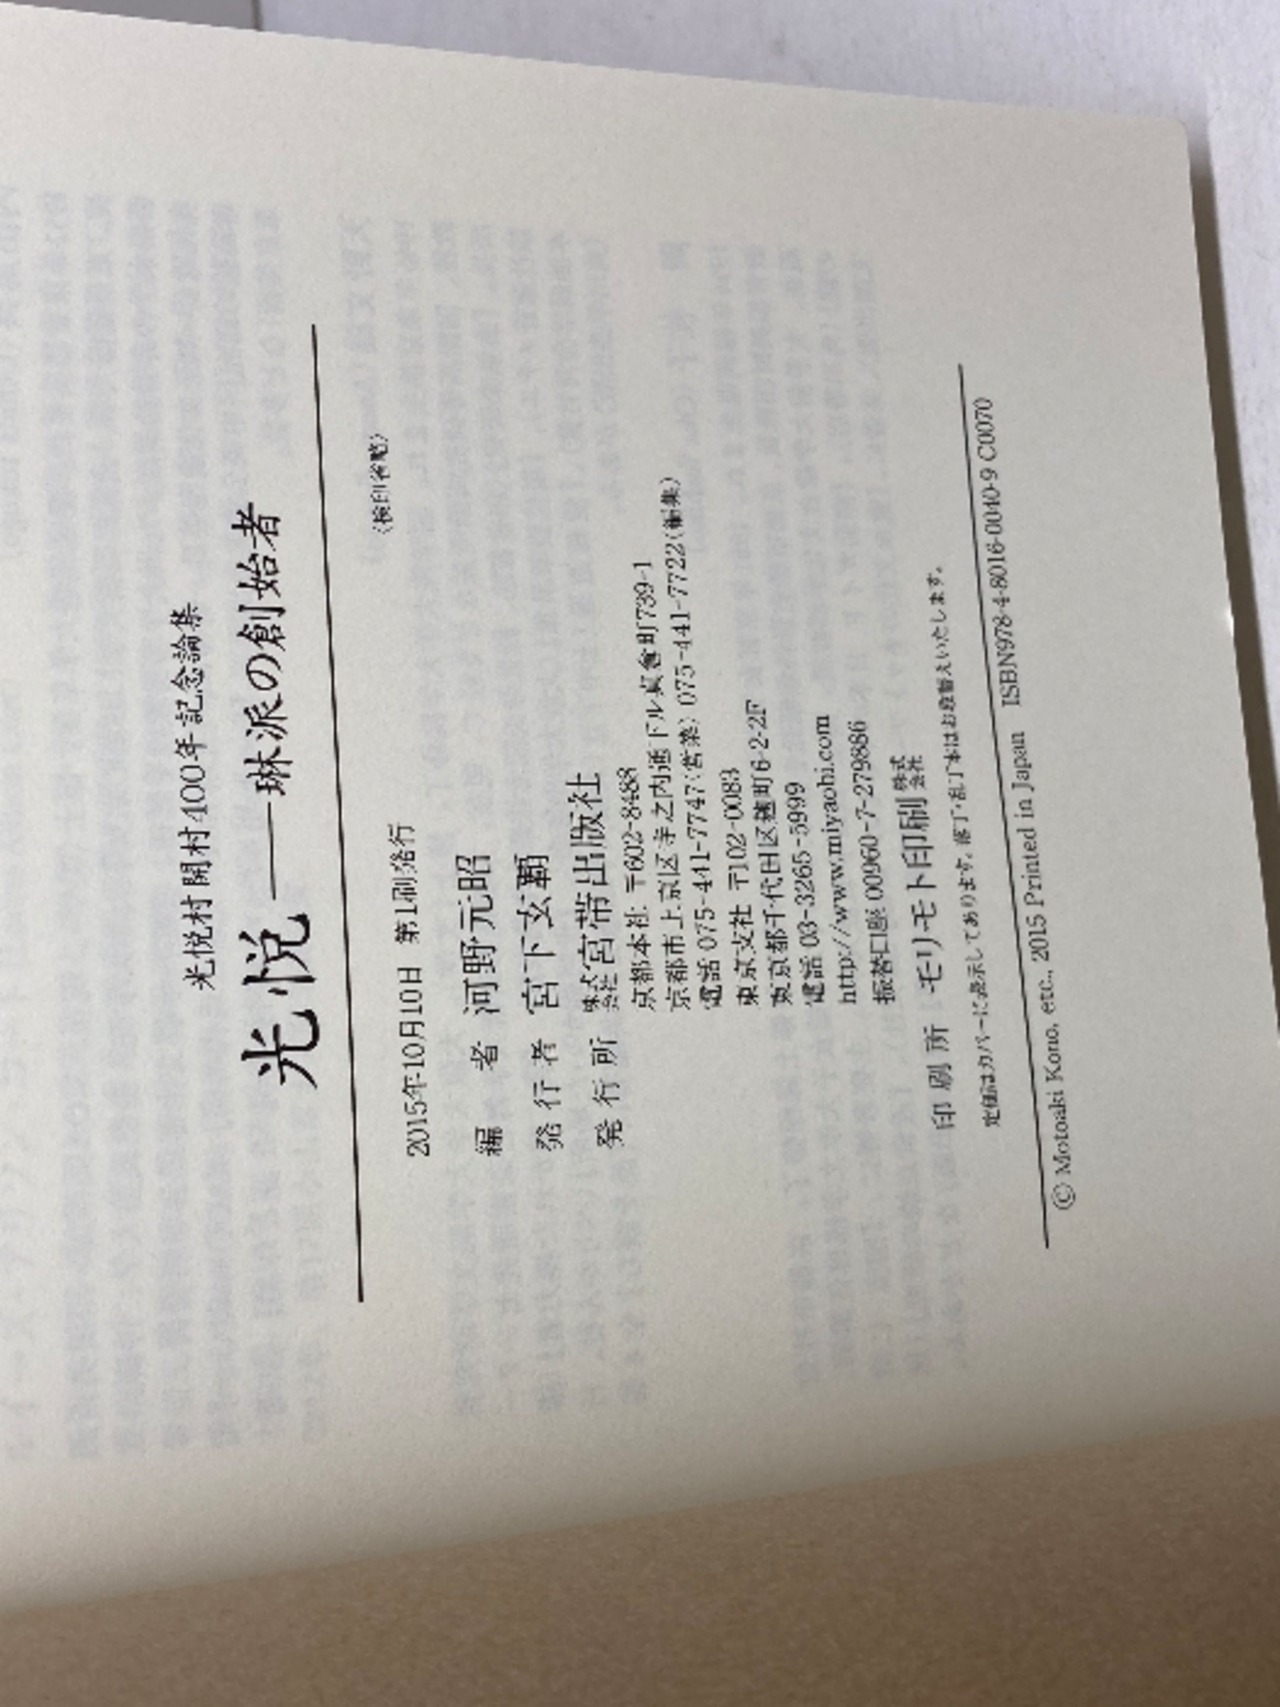 光悦村開村400年記念論集
光悦――琳派の創始者
〈検印省略〉
2015年10月10日 第1刷発行
編 者 河野元昭
発行者 宮下玄覇
発行所 株式会社宮帯出版社
京都本社 〒602-8488
京都市上京区寺之内通下ル真倉町739-1
電話 075-441-7747(営業) 075-441-7722(編集)
東京支社 〒102-0083
東京都千代田区麹町6-2-2F
電話 03-3265-5999
http://www.miyaobi.com
振替口座 00960-7-279886
印刷所 モリモト印刷株式会社
定価はカバーに表示してあります。落丁・乱丁本はお取替えいたします。
© Motoaki Kono, etc., 2015 Printed in Japan ISBN978-4-8016-0040-9 C0070